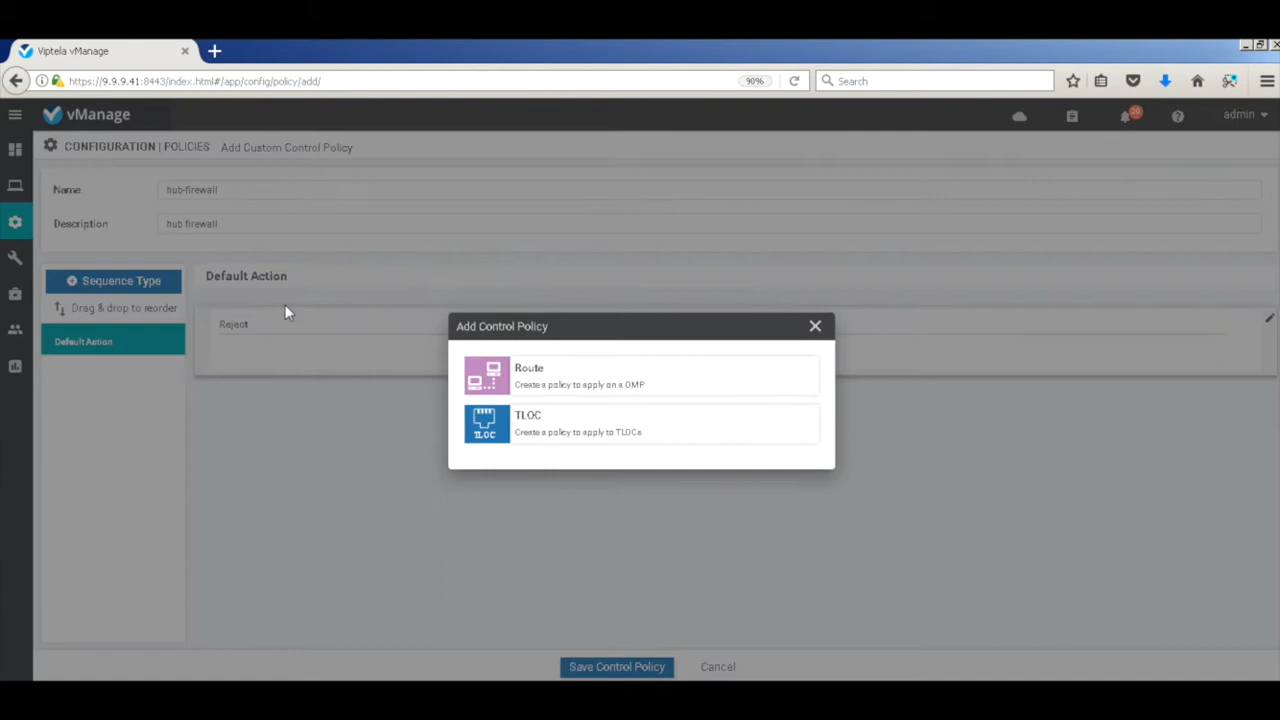 Viptela vManage
https://9.9.9.41:8443/index.html#/app/config/policy/add/
90%
Search
vManage
20
admin
CONFIGURATION | POLICIES Add Custom Control Policy
Name
hub-firewall
Description
hub firewall
Sequence Type
Drag & drop to reorder
Default Action
Default Action
Reject
Add Control Policy
Route
Create a policy to apply on a OMP
TLOC
TLOC
Create a policy to apply to TLOCs
Save Control Policy
Cancel